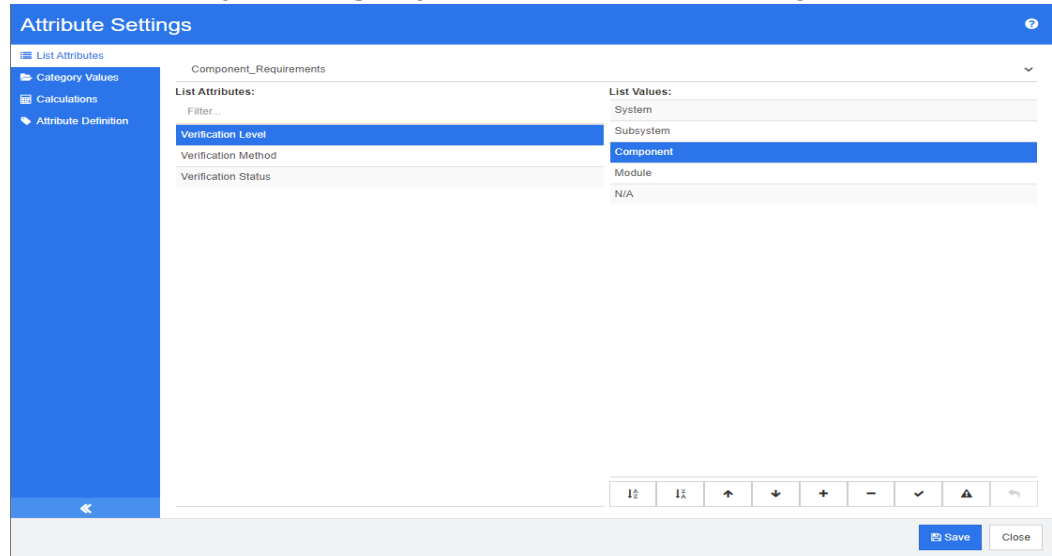 Attribute Settings
List Attributes
Category Values
Calculations
Attribute Definition
Component_Requirements
List Attributes:
Filter...
Verification Level
Verification Method
Verification Status
List Values:
System
Subsystem
Component
Module
N/A
Save
Close